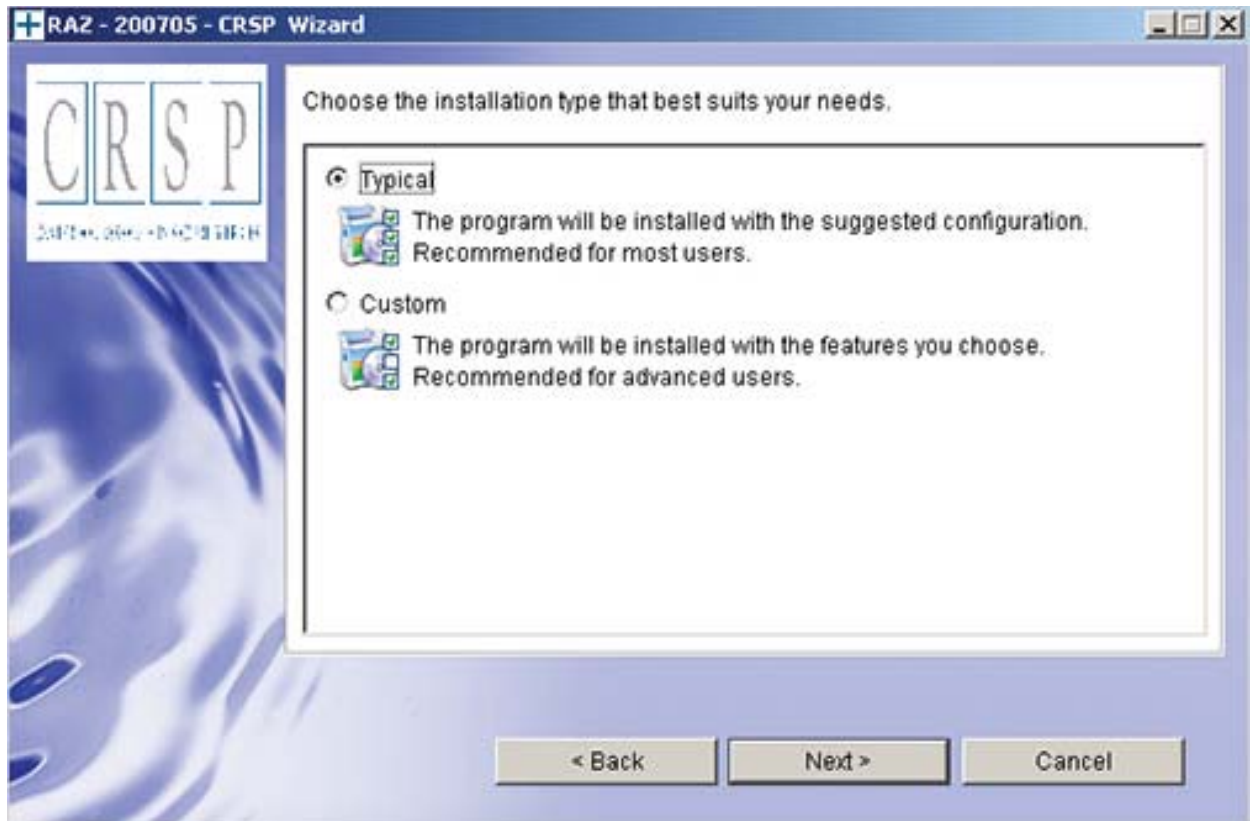 RAZ - 200705 - CRSP Wizard
CRSP
Choose the installation type that best suits your needs.
Typical
The program will be installed with the suggested configuration.
Recommended for most users.
Custom
The program will be installed with the features you choose.
Recommended for advanced users.
< Back
Next >
Cancel